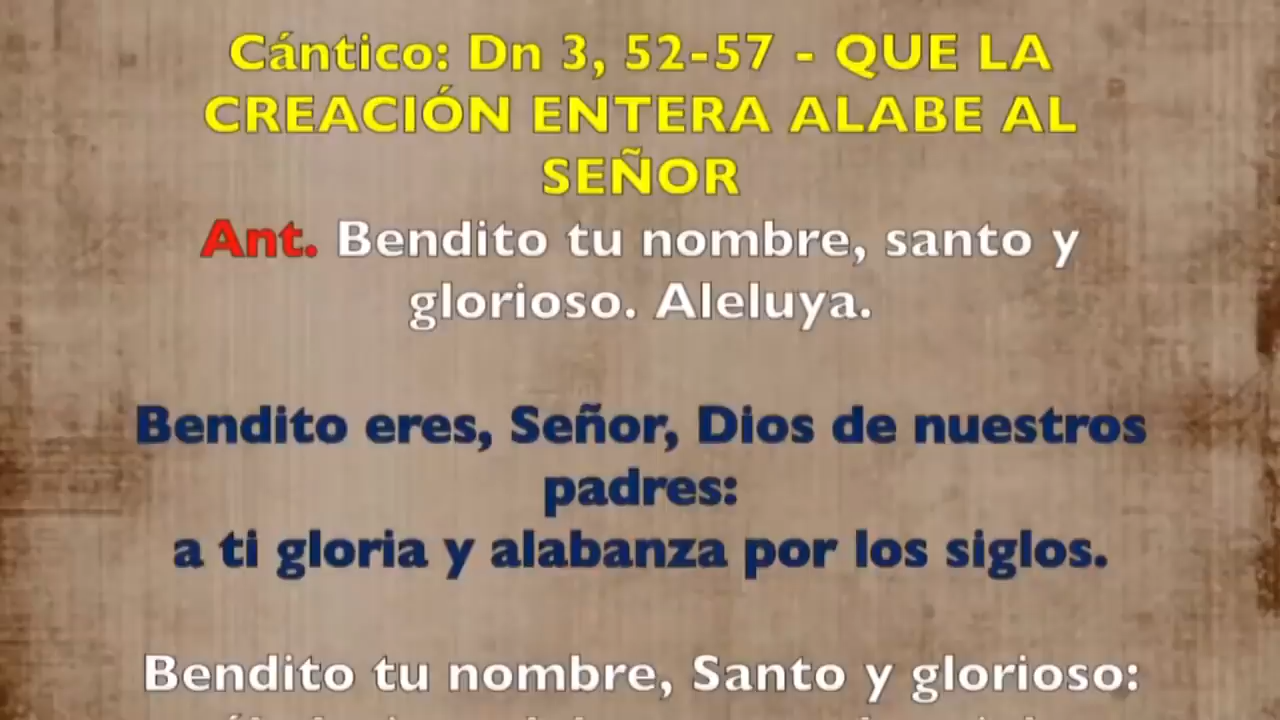 Cántico: Dn 3, 52-57 - QUE LA
CREACIÓN ENTERA ALABE AL
SEÑOR
Ant. Bendito tu nombre, santo y
glorioso. Aleluya.
Bendito eres, Señor, Dios de nuestros
padres:
a ti gloria y alabanza por los siglos.
Bendito tu nombre, Santo y glorioso: